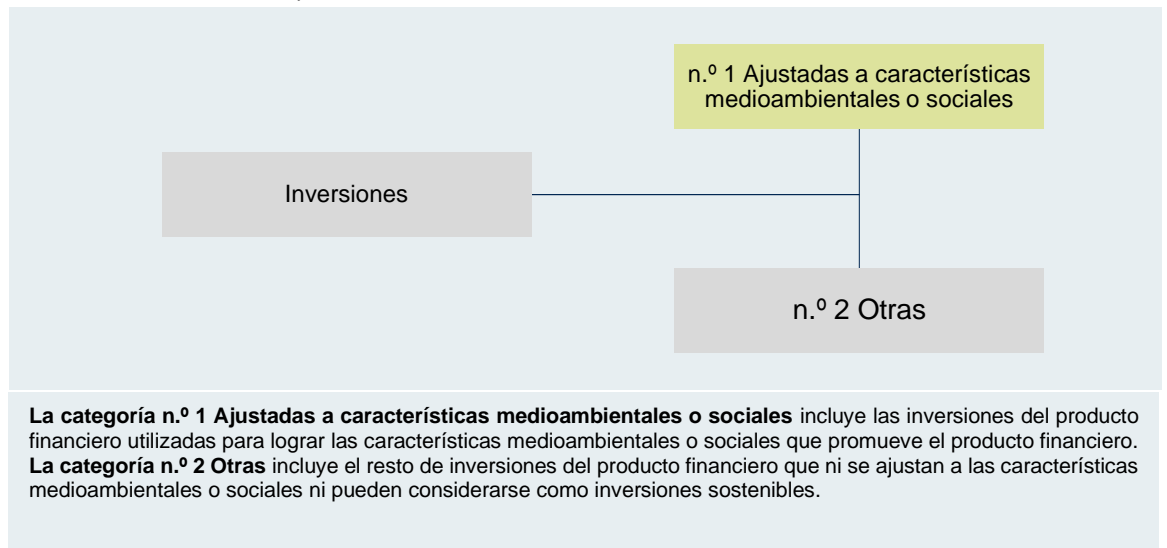 n.º 1 Ajustadas a características
medioambientales o sociales
Inversiones
n.º 2 Otras
La categoría n.º 1 Ajustadas a características medioambientales o sociales incluye las inversiones del producto
financiero utilizadas para lograr las características medioambientales o sociales que promueve el producto financiero.
La categoría n.º 2 Otras incluye el resto de inversiones del producto financiero que ni se ajustan a las características
medioambientales o sociales ni pueden considerarse como inversiones sostenibles.